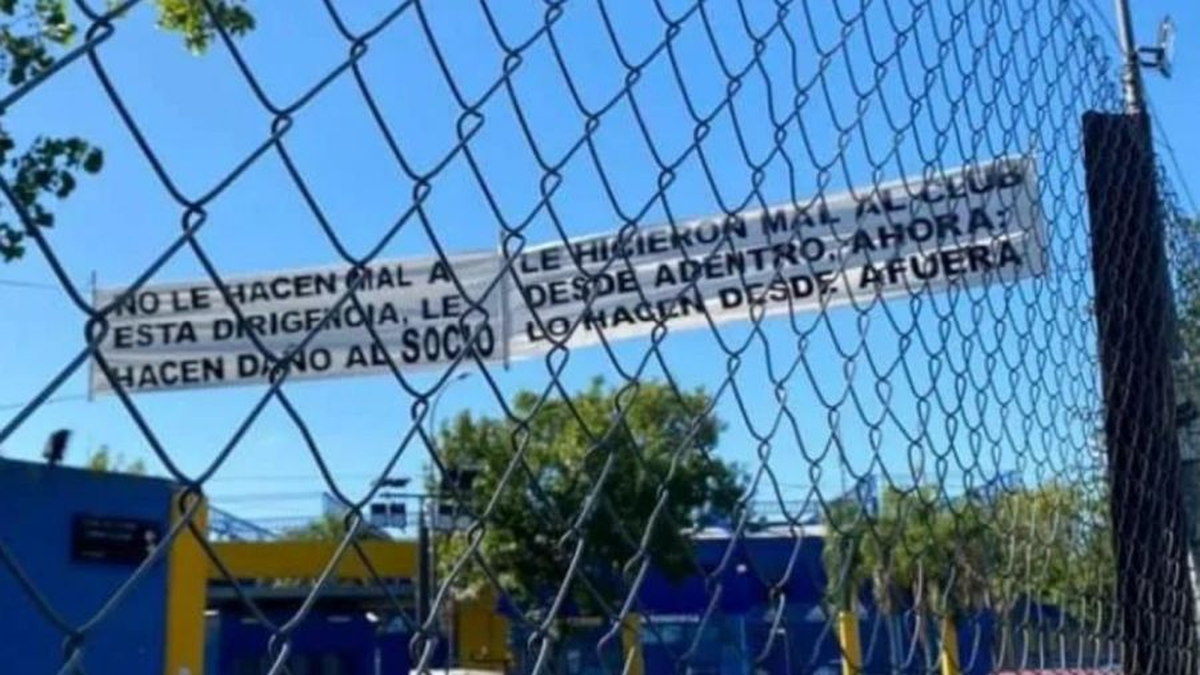 NO LE HACEN MAL A
ESTA DIRIGENCIA, LE
HACEN DAÑO AL SOCIO
LE HICIERON MAL AL CLUB
DESDE ADENTRO. AHORA;
LO HACEN DESDE AFUERA